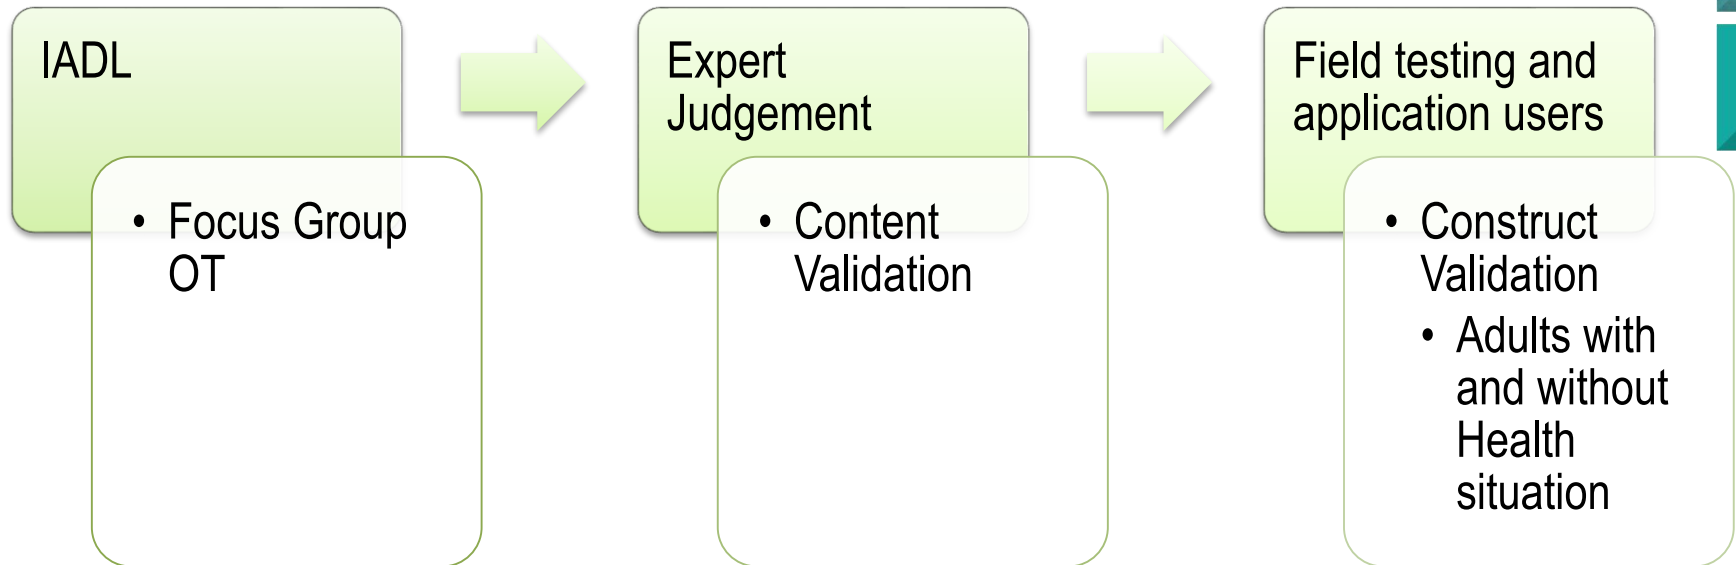 IADL
• Focus Group
OT
Expert
Judgement
• Content
Validation
Field testing and
application users
• Construct
Validation
• Adults with
and without
Health
situation